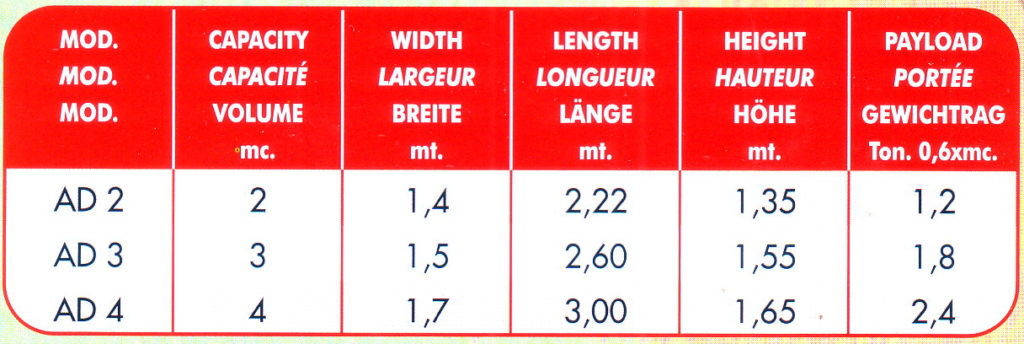 MOD. CAPACITY WIDTH LENGTH HEIGHT PAYLOAD
MOD. CAPACITÉ LARGEUR LONGUEUR HAUTEUR PORTÉE
MOD. VOLUME BREITE LÄNGE HÖHE GEWICHTRAG
mc. mt. mt. mt. Ton. 0,6xmc.
AD 2 2 1,4 2,22 1,35 1,2
AD 3 3 1,5 2,60 1,55 1,8
AD 4 4 1,7 3,00 1,65 2,4